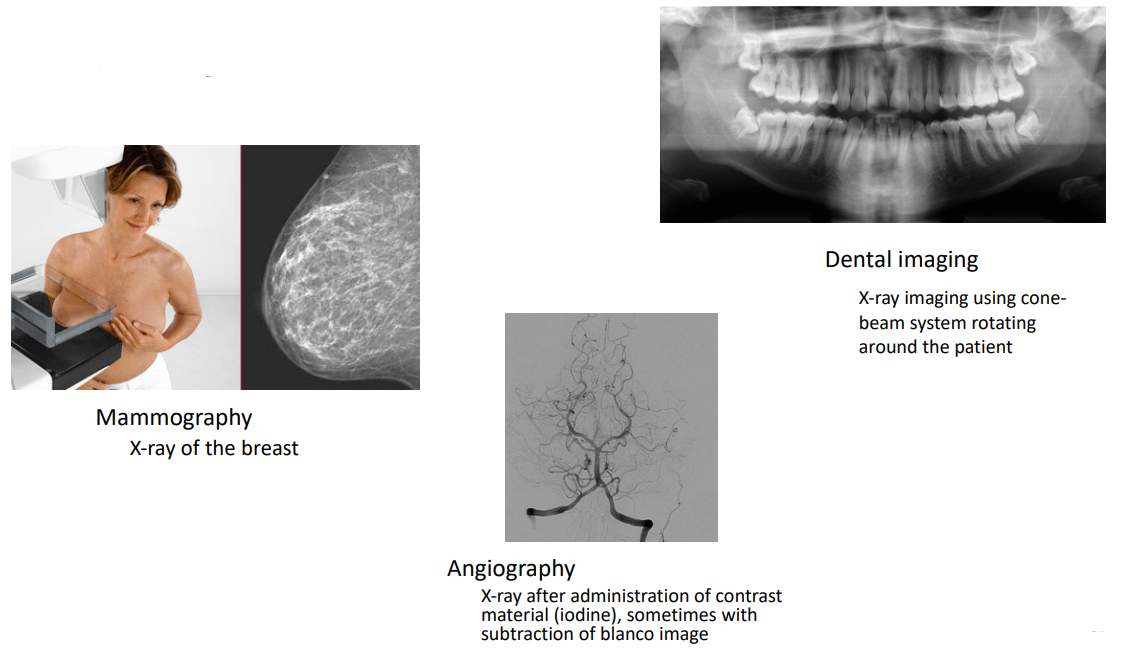 Mammography
X-ray of the breast
Angiography
X-ray after administration of contrast
material (iodine), sometimes with
subtraction of blanco image
Dental imaging
X-ray imaging using cone-
beam system rotating
around the patient